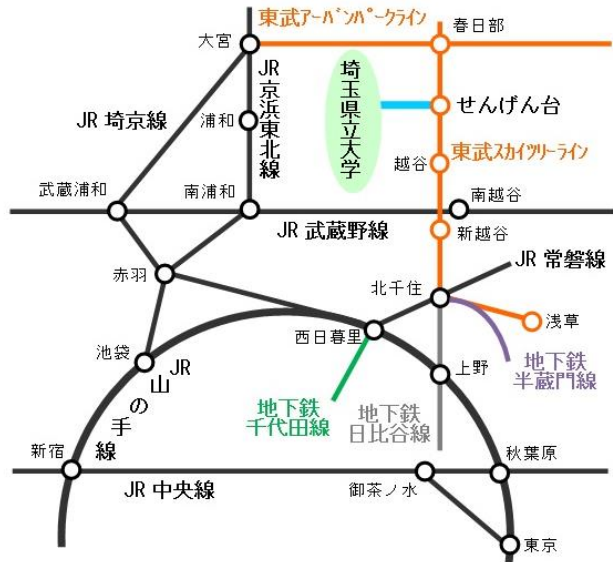 東武アーバンパークライン
大宮
春日部
JR京浜東北線
埼玉県立大学
せんげん台
JR 埼京線
浦和
越谷
東武スカイツリーライン
武蔵浦和
南浦和
南越谷
JR 武蔵野線
新越谷
赤羽
JR 常磐線
北千住
西日暮里
浅草
池袋
JR山の手線
上野
地下鉄
半蔵門線
地下鉄
千代田線
地下鉄
日比谷線
新宿
秋葉原
JR 中央線
御茶ノ水
東京